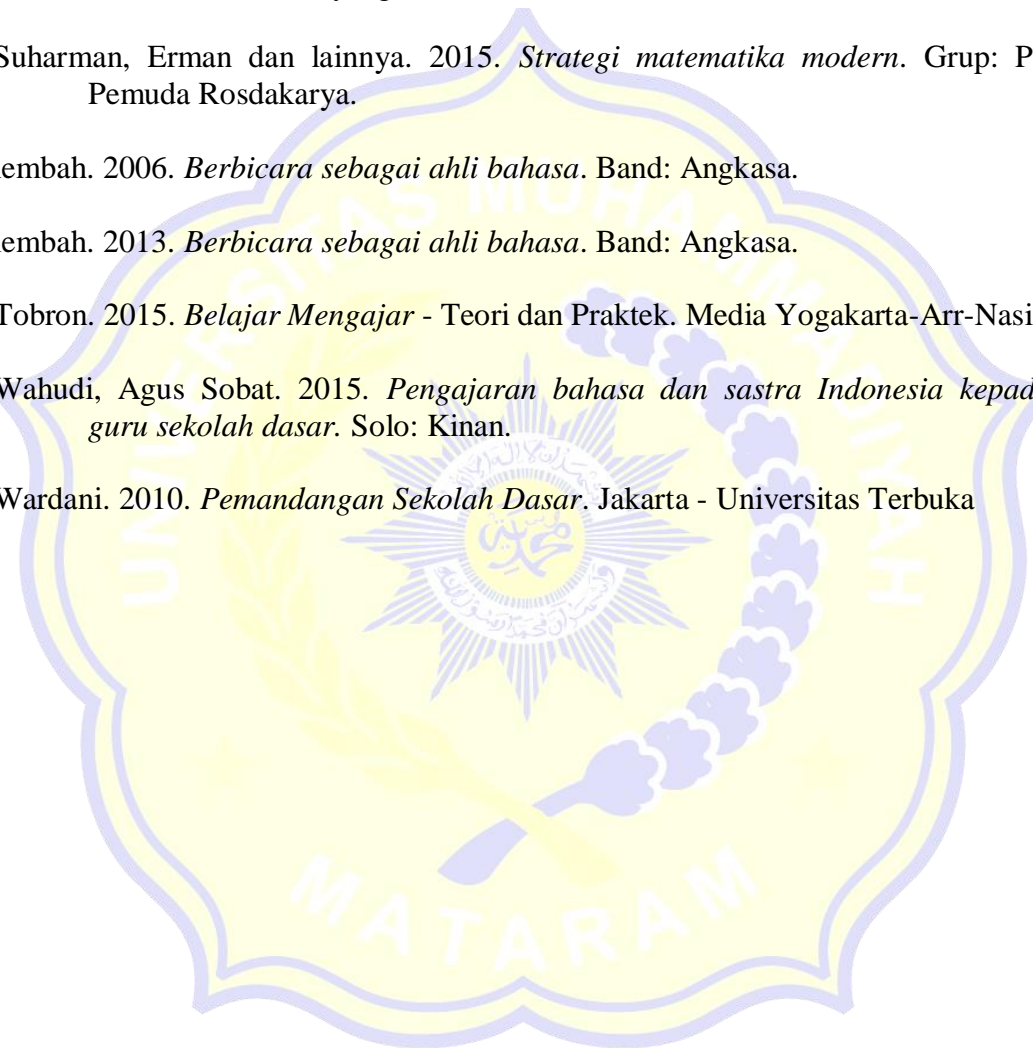 Suharman, Erman dan lainnya. 2015. Strategi matematika modern. Grup: P
Pemuda Rosdakarya.
embah. 2006. Berbicara sebagai ahli bahasa. Band: Angkasa.
embah. 2013. Berbicara sebagai ahli bahasa. Band: Angkasa.
Tobron. 2015. Belajar Mengajar - Teori dan Praktek. Media Yogakarta-Arr-Nasi
Wahudi, Agus Sobat. 2015. Pengajaran bahasa dan sastra Indonesia kepad
guru sekolah dasar. Solo: Kinan.
Wardani. 2010. Pemandangan Sekolah Dasar. Jakarta - Universitas Terbuka
UNIVERSITAS MUHAMMADIYAH
MATARAM